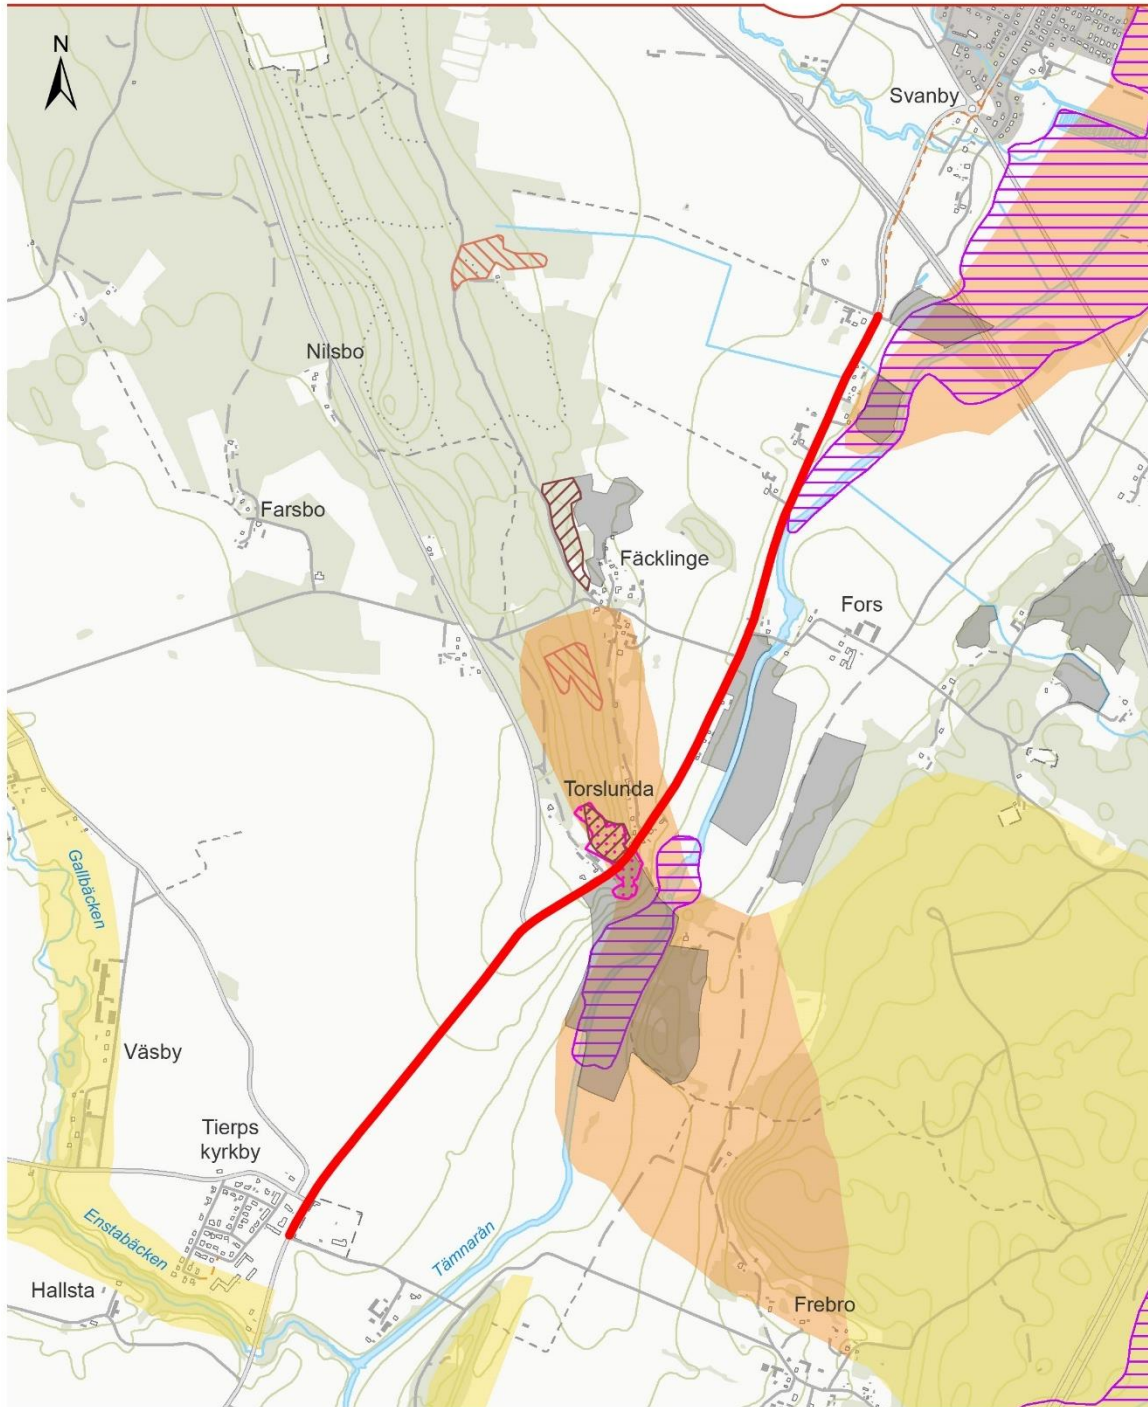 N
Svanby
Nilsbo
Farsbo
Fäcklinge
Fors
Torslunda
Gallbäcken
Väsby
Tierps
kyrkby
Enstabäcken
Tämnarån
Hallsta
Frebro